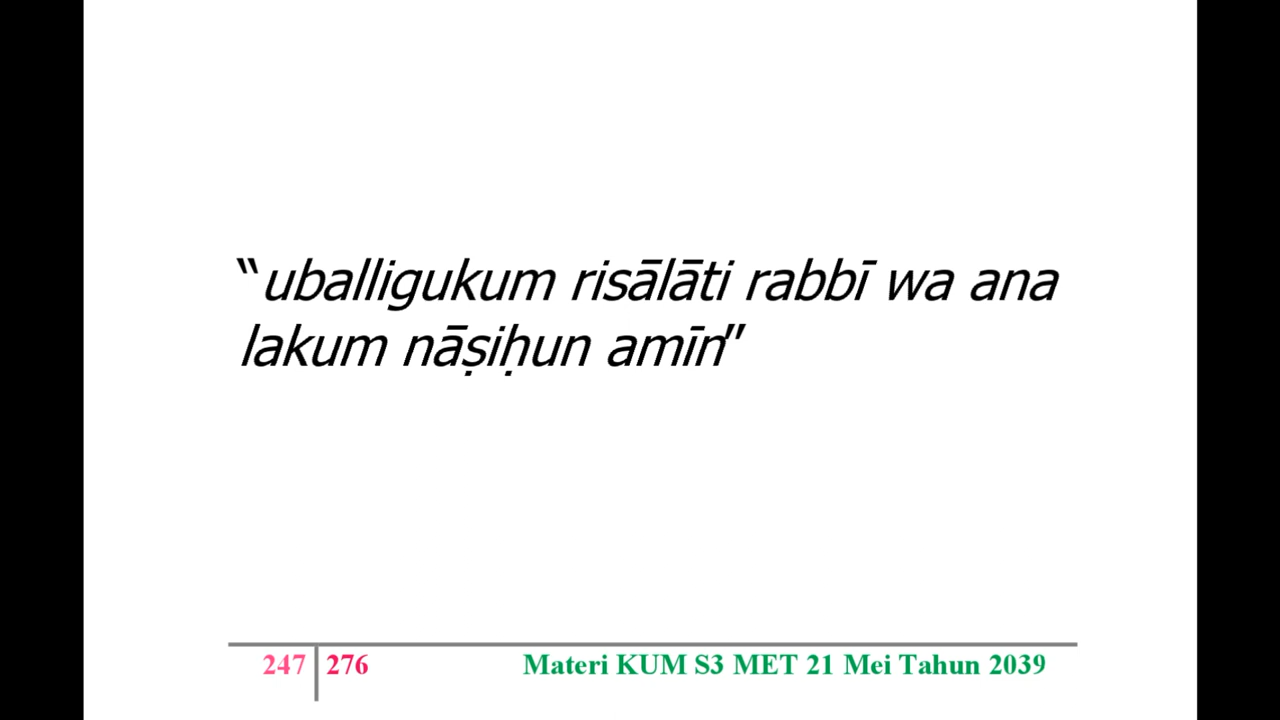 “uballigukum risālāti rabbī wa ana
lakum nāṣiḥun amīn”
247 276 Materi KUM S3 MET 21 Mei Tahun 2039